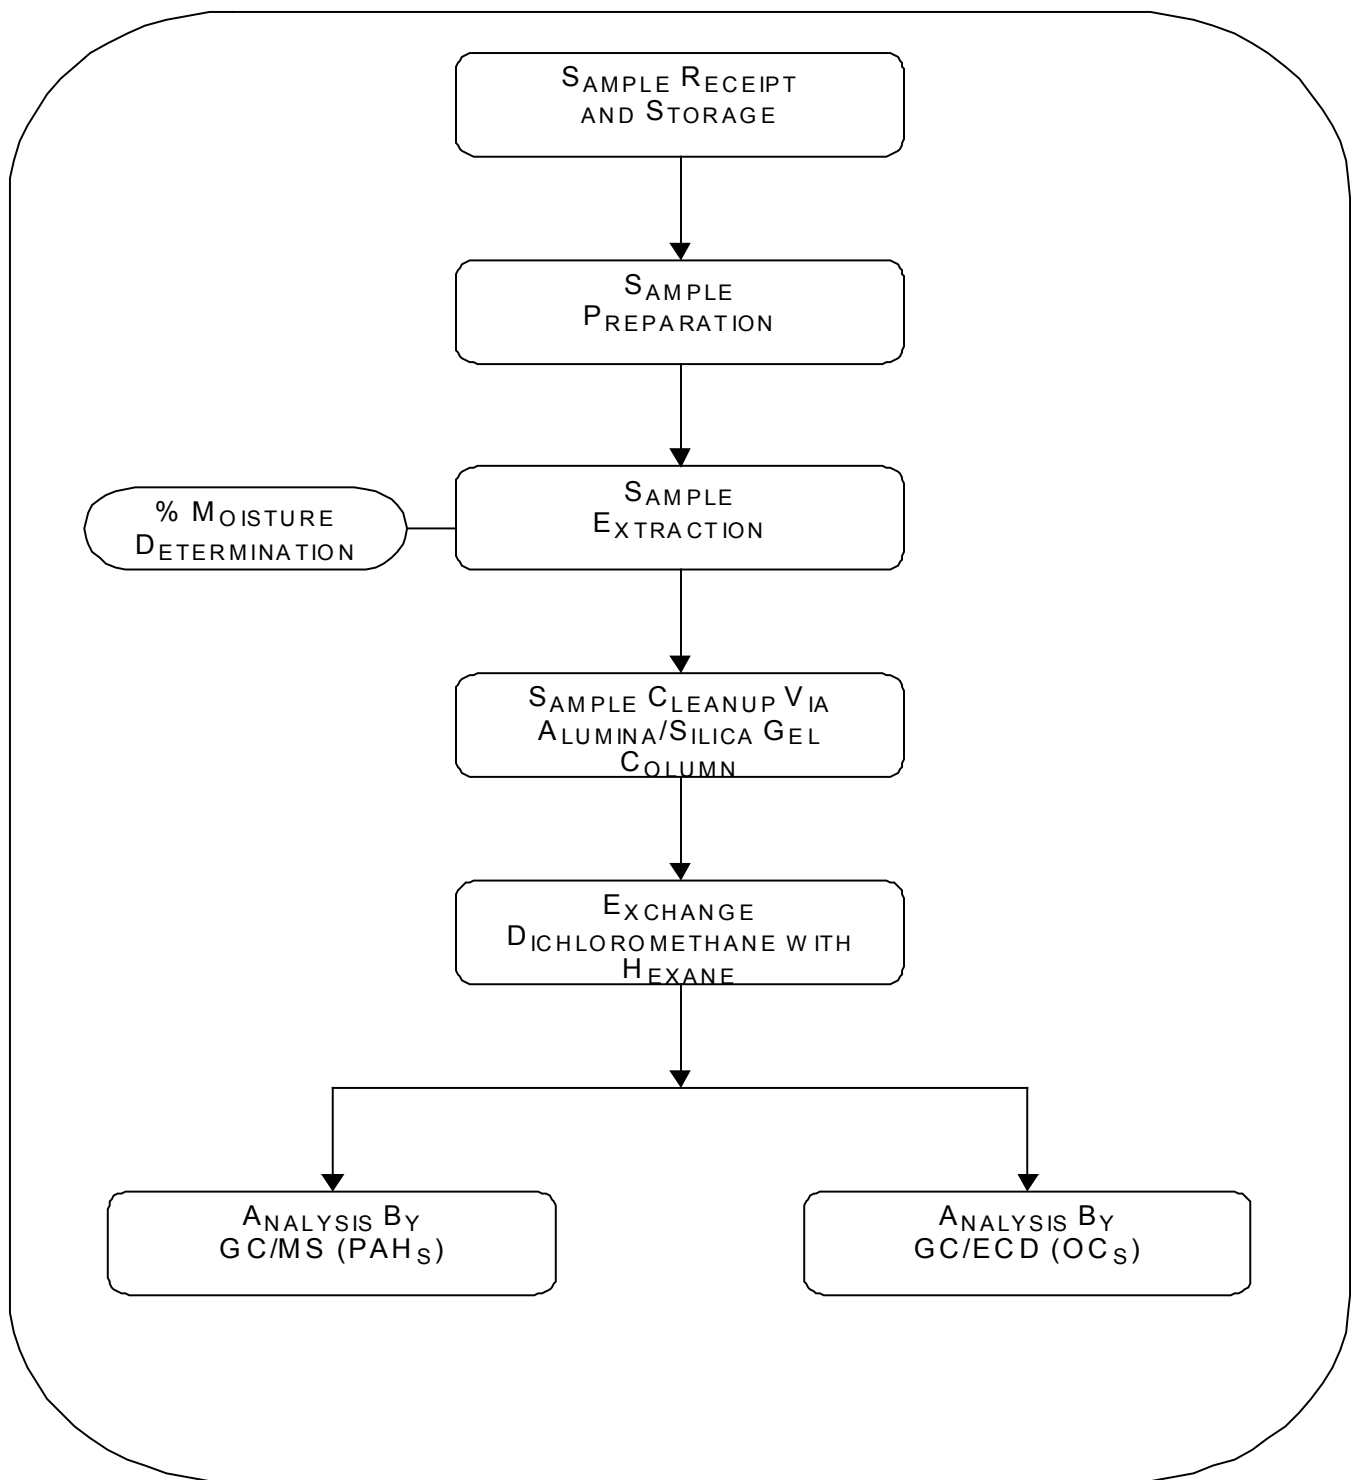 SAMPLE RECEIPT
AND STORAGE
SAMPLE
PREPARATION
% MOISTURE
DETERMINATION
SAMPLE
EXTRACTION
SAMPLE CLEANUP VIA
ALUMINA/SILICA GEL
COLUMN
EXCHANGE
DICHLOROMETHANE WITH
HEXANE
ANALYSIS BY
GC/MS (PAHS)
ANALYSIS BY
GC/ECD (OCS)